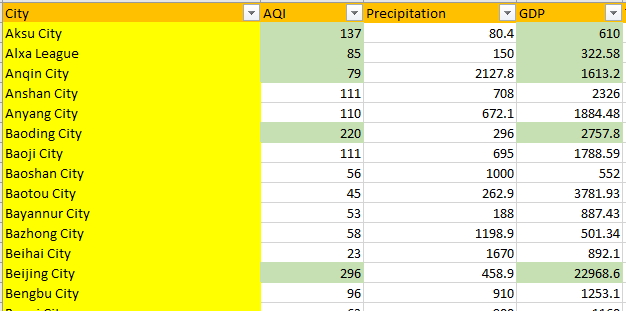 City AQI Precipitation GDP
Aksu City 137 80.4 610
Alxa League 85 150 322.58
Anqin City 79 2127.8 1613.2
Anshan City 111 708 2326
Anyang City 110 672.1 1884.48
Baoding City 220 296 2757.8
Baoji City 111 695 1788.59
Baoshan City 56 1000 552
Baotou City 45 262.9 3781.93
Bayannur City 53 188 887.43
Bazhong City 58 1198.9 501.34
Beihai City 23 1670 892.1
Beijing City 296 458.9 22968.6
Bengbu City 96 910 1253.1